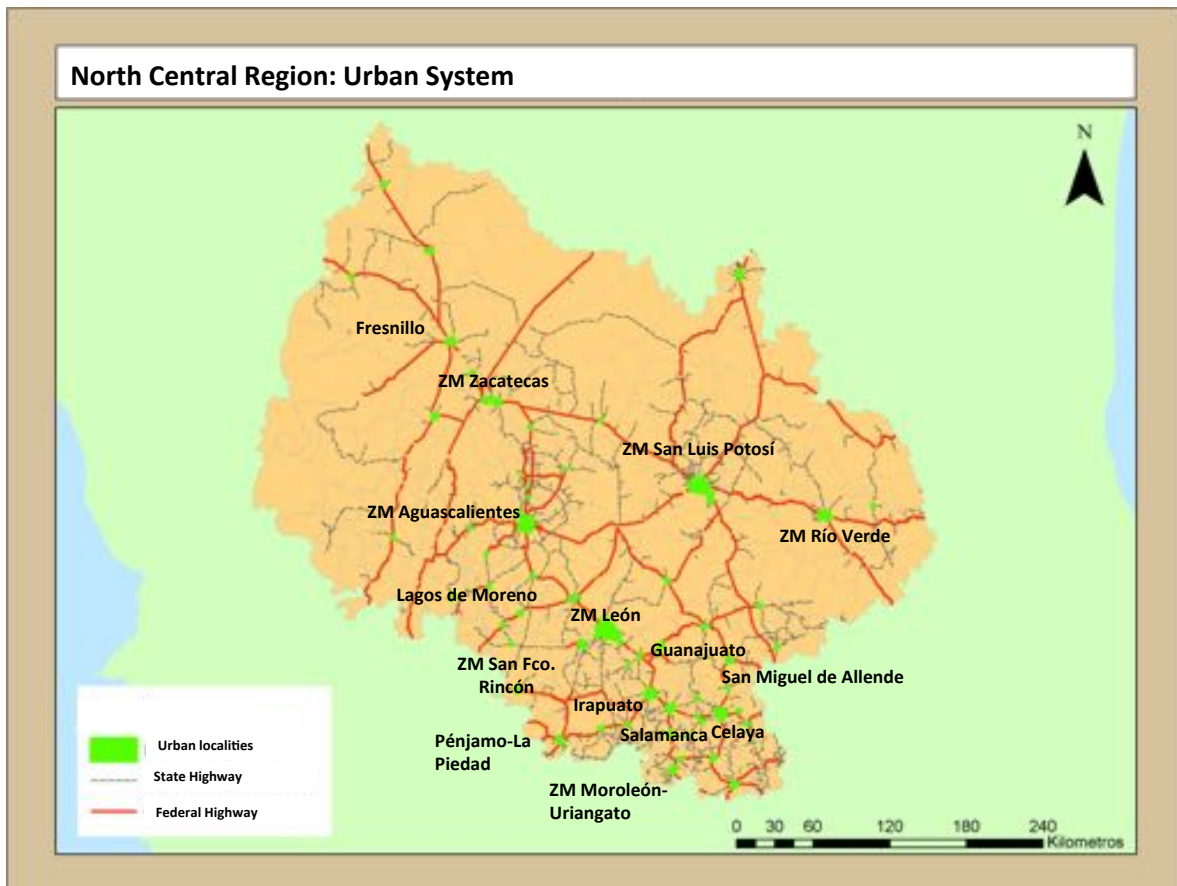 North Central Region: Urban System
N
Fresnillo
ZM Zacatecas
ZM San Luis Potosí
ZM Aguascalientes
ZM Río Verde
Lagos de Moreno
ZM León
Guanajuato
ZM San Fco.
Rincón
San Miguel de Allende
Irapuato
Salamanca
Celaya
Pénjamo-La
Piedad
ZM Moroleón-
Uriangato
Urban localities
State Highway
Federal Highway
0 30 60 120 180 240
Kilometros